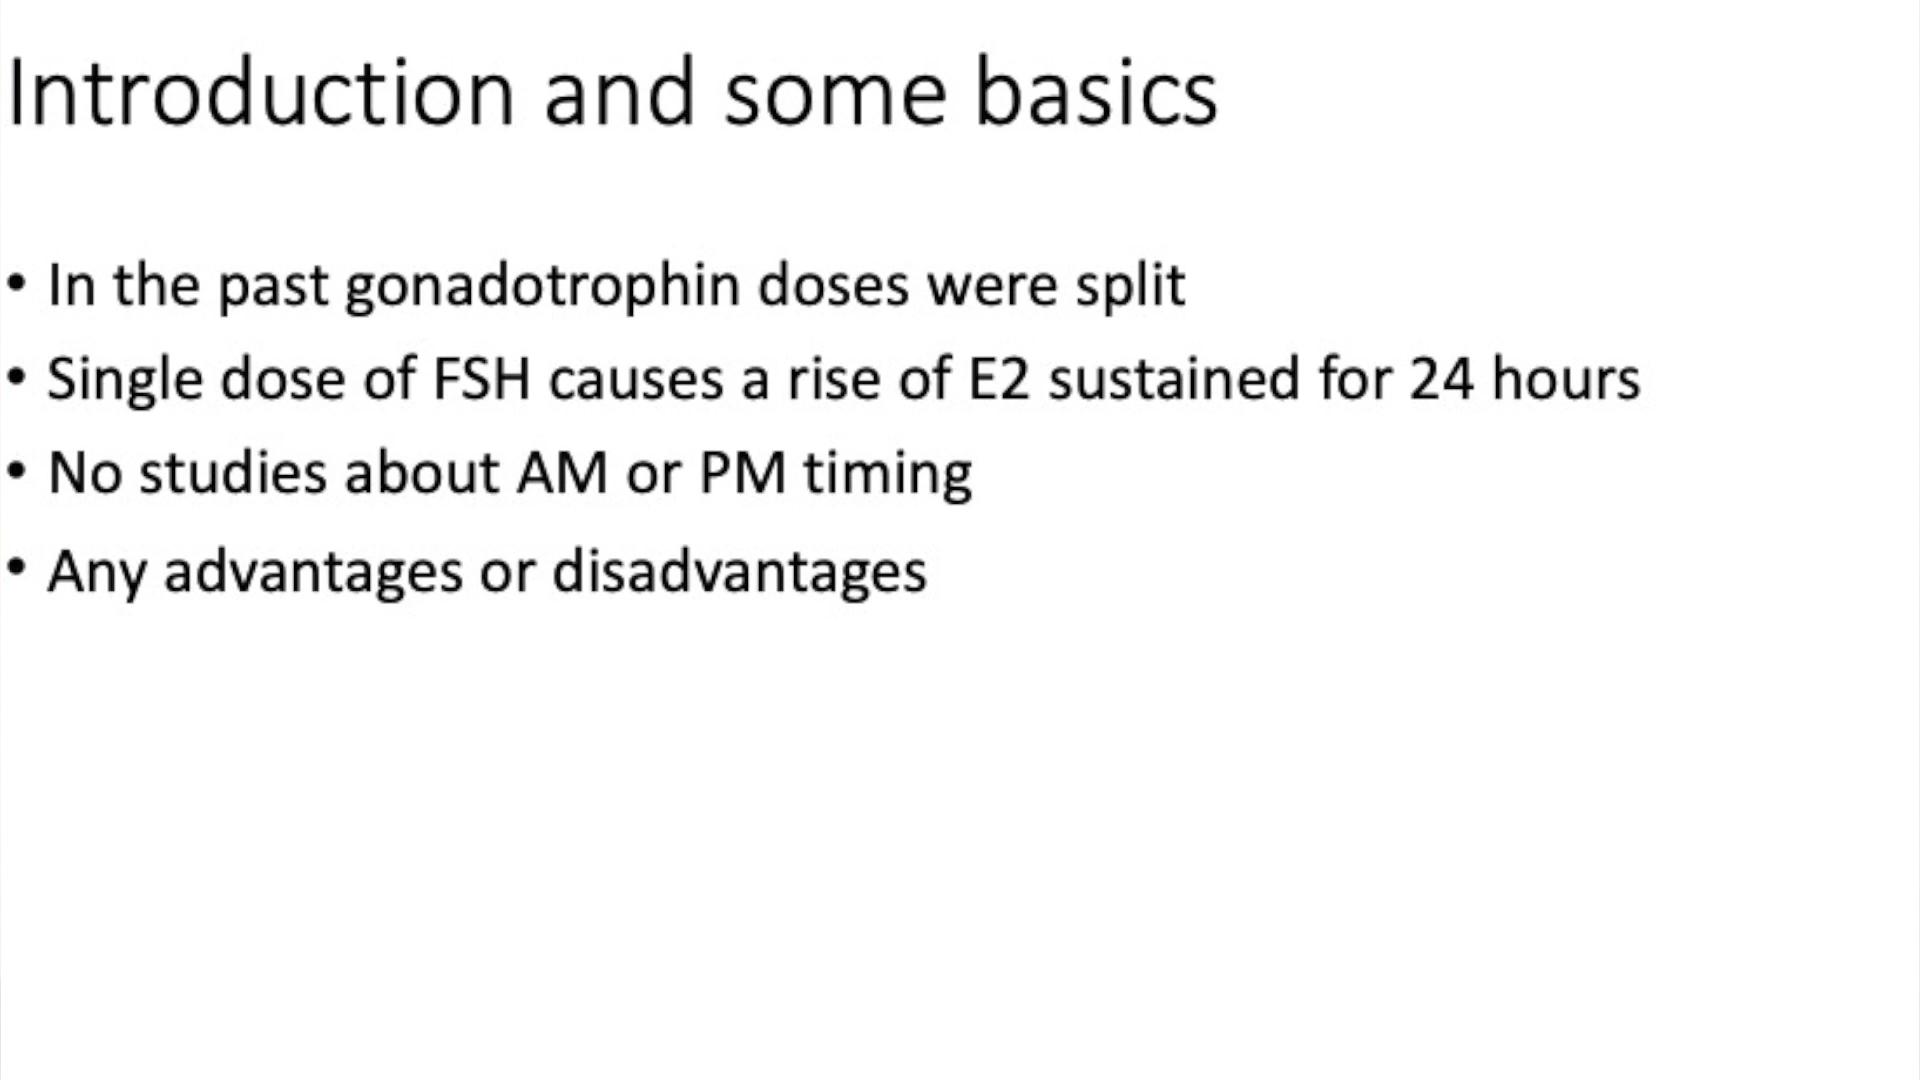 Introduction and some basics
• In the past gonadotrophin doses were split
• Single dose of FSH causes a rise of E2 sustained for 24 hours
• No studies about AM or PM timing
• Any advantages or disadvantages